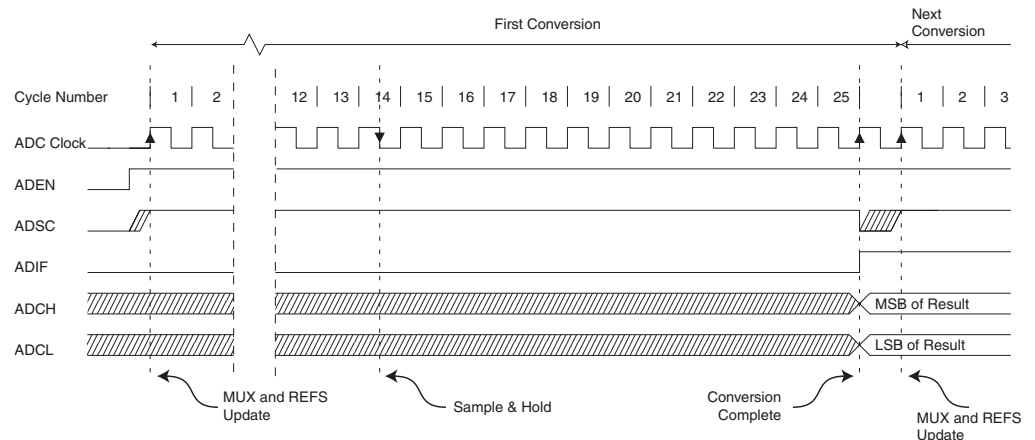 First Conversion
Next
Conversion
Cycle Number 1 2 12 13 14 15 16 17 18 19 20 21 22 23 24 25 1 2 3
ADC Clock
ADEN
ADSC
ADIF
ADCH MSB of Result
ADCL LSB of Result
MUX and REFS
Update
Sample & Hold
Conversion
Complete
MUX and REFS
Update